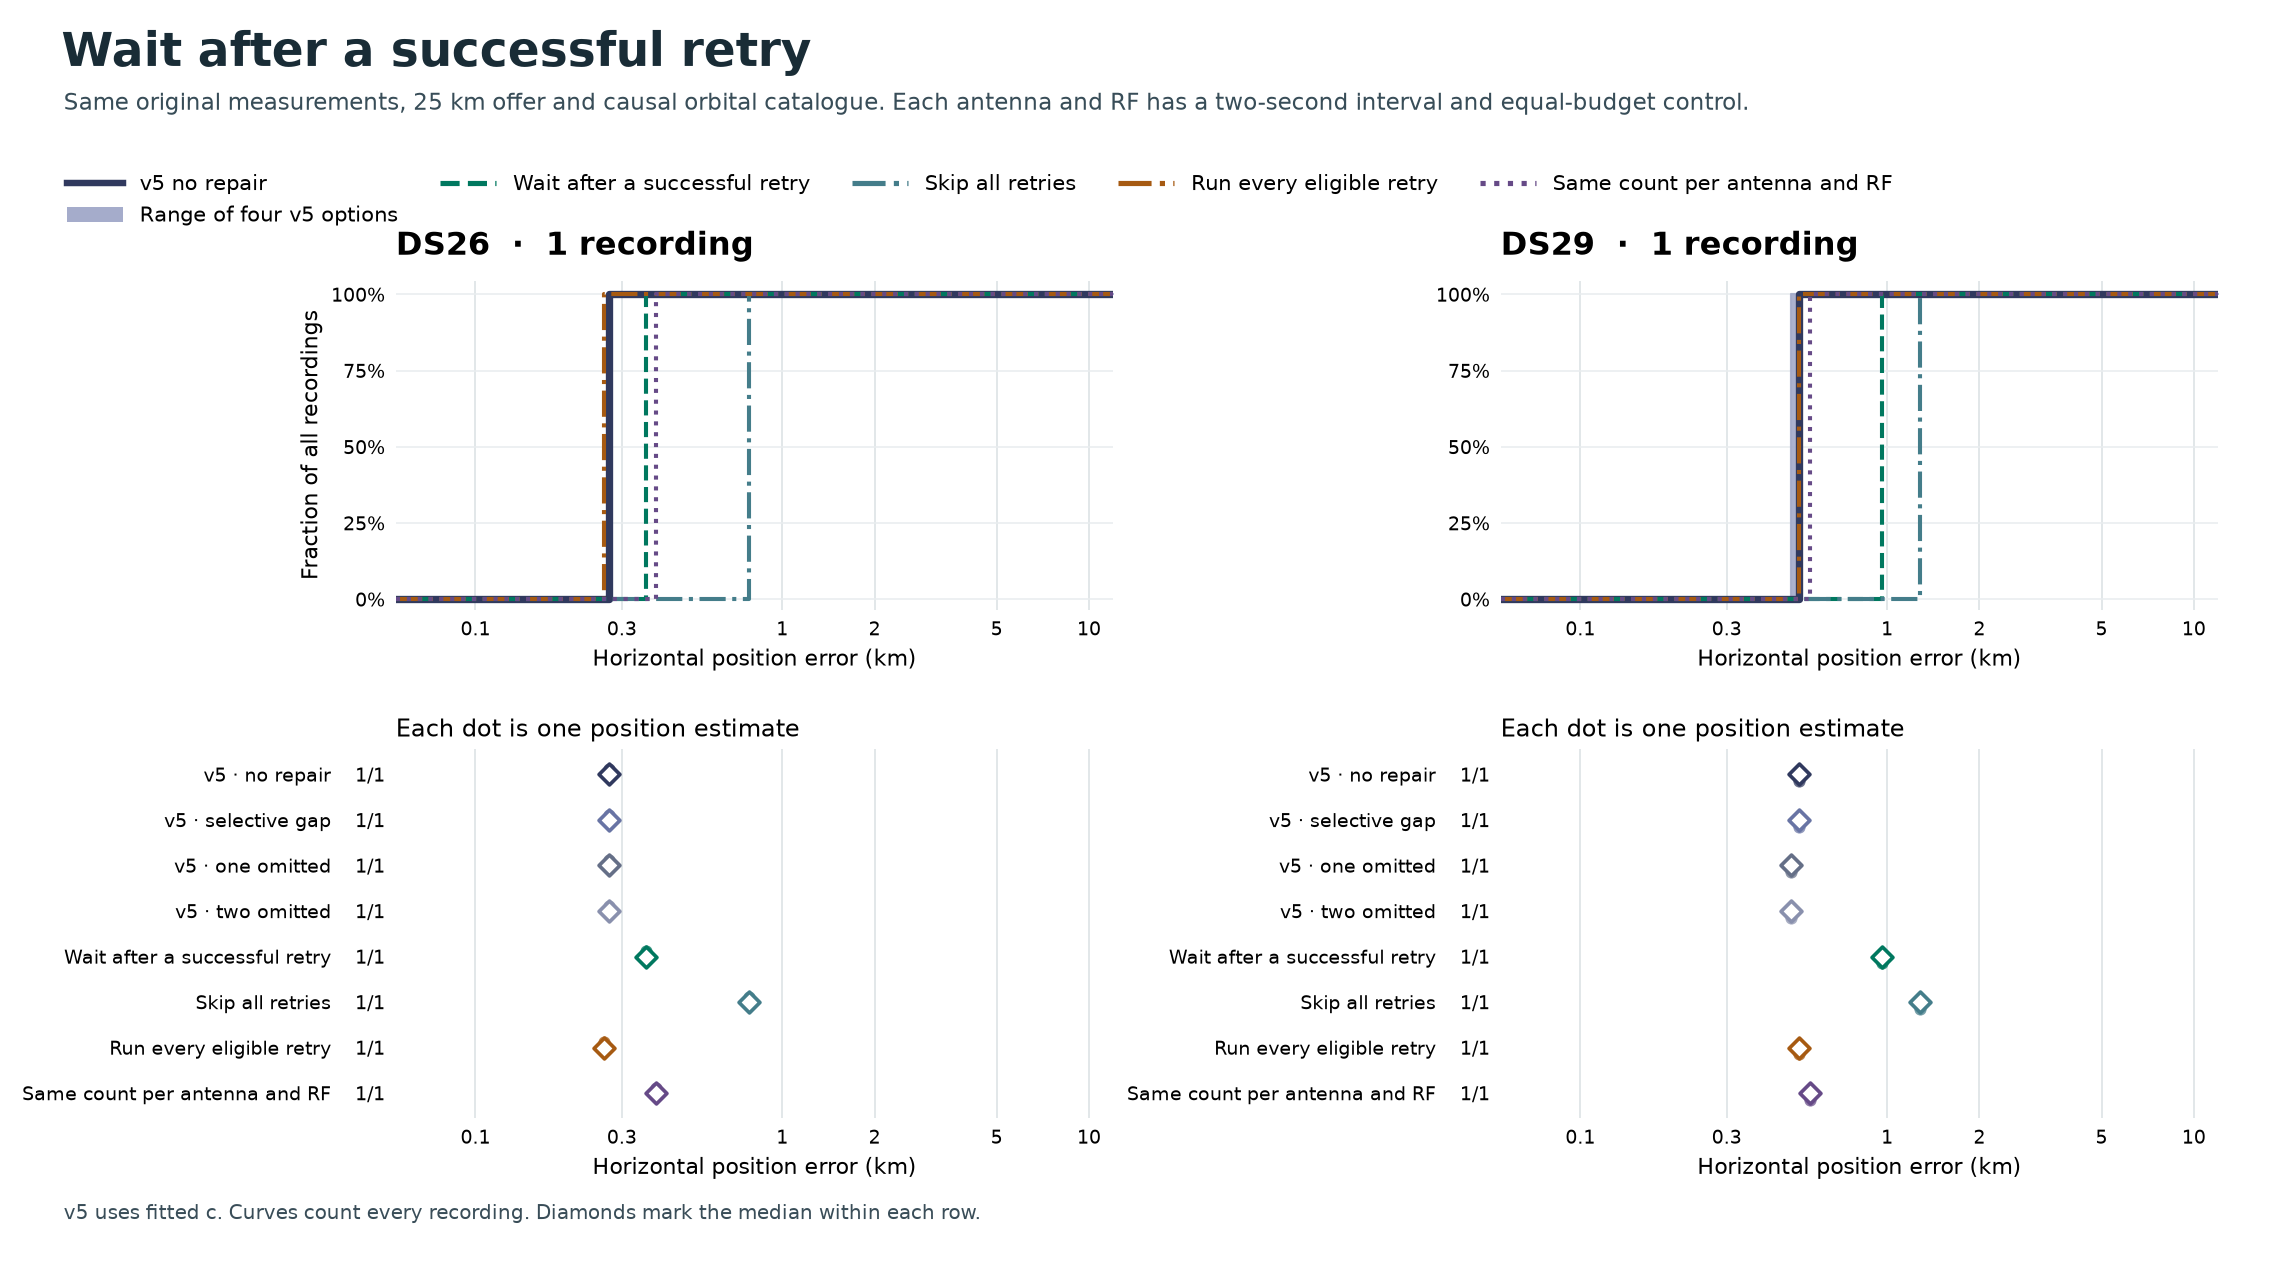 Wait after a successful retry
Same original measurements, 25 km offer and causal orbital catalogue. Each antenna and RF has a two-second interval and equal-budget control.
v5 no repair
Wait after a successful retry
Skip all retries
Run every eligible retry
Same count per antenna and RF
Range of four v5 options
DS26 · 1 recording
100%
75%
50%
25%
0%
Fraction of all recordings
0.1 0.3 1 2 5 10
Horizontal position error (km)
DS29 · 1 recording
100%
75%
50%
25%
0%
0.1 0.3 1 2 5 10
Horizontal position error (km)
Each dot is one position estimate
v5 · no repair 1/1
v5 · selective gap 1/1
v5 · one omitted 1/1
v5 · two omitted 1/1
Wait after a successful retry 1/1
Skip all retries 1/1
Run every eligible retry 1/1
Same count per antenna and RF 1/1
0.1 0.3 1 2 5 10
Horizontal position error (km)
Each dot is one position estimate
v5 · no repair 1/1
v5 · selective gap 1/1
v5 · one omitted 1/1
v5 · two omitted 1/1
Wait after a successful retry 1/1
Skip all retries 1/1
Run every eligible retry 1/1
Same count per antenna and RF 1/1
0.1 0.3 1 2 5 10
Horizontal position error (km)
v5 uses fitted c. Curves count every recording. Diamonds mark the median within each row.